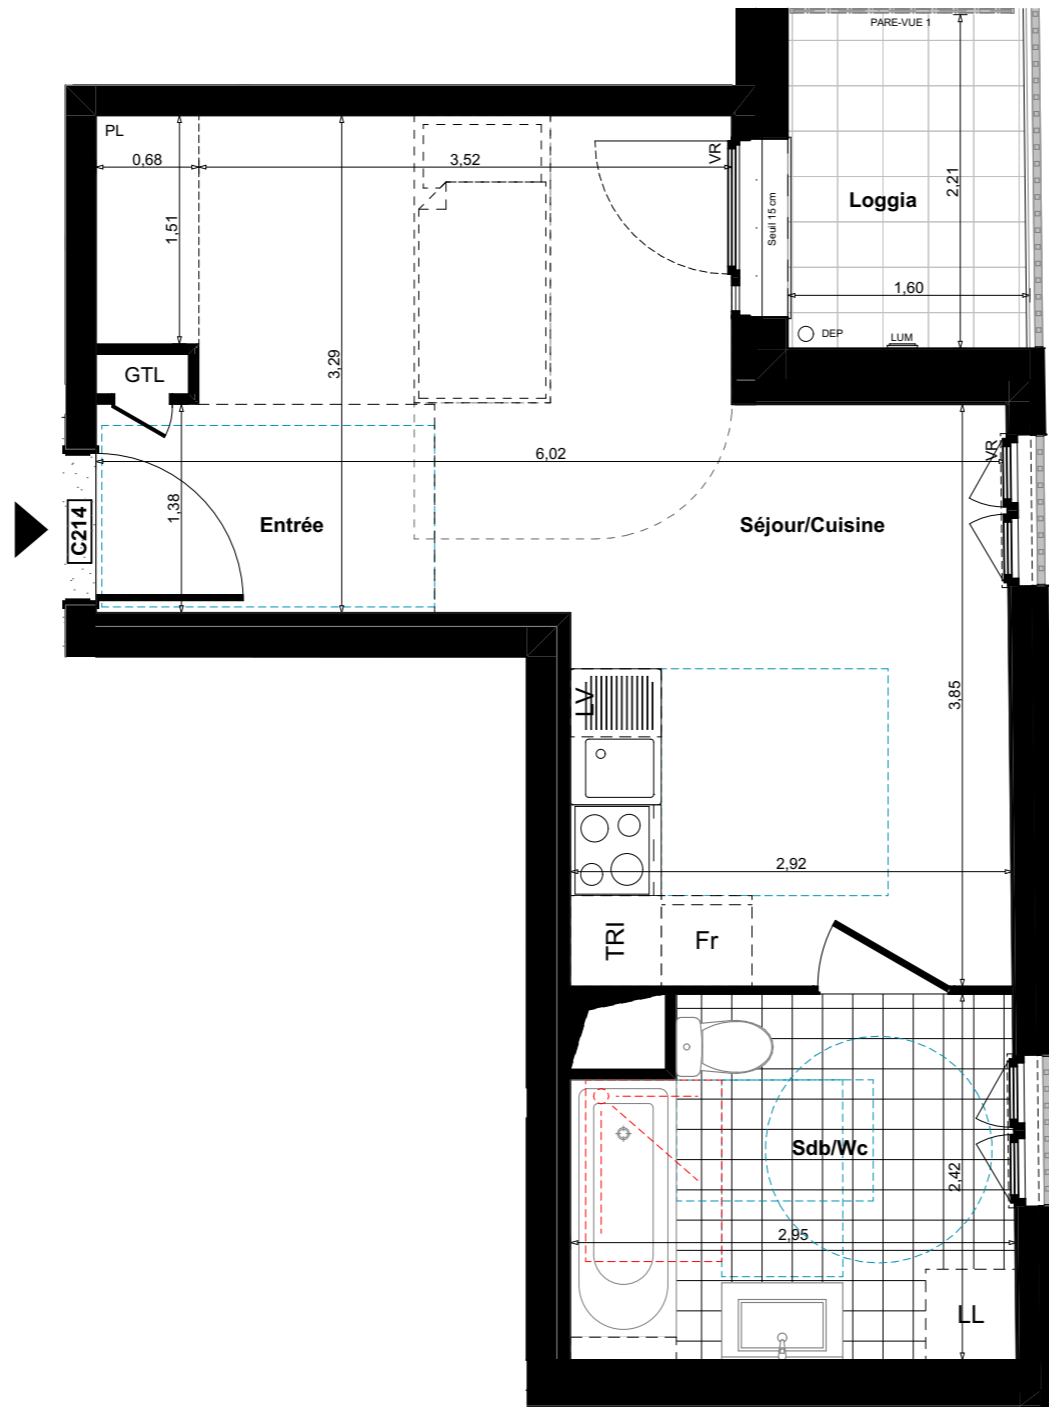 PARE-VUE 1
PL
0,68
3,52
VR
Seuil 15 cm
Loggia
2,21
1,51
1,60
DEP
LUM
3,29
GTL
6,02
VR
C214
1,38
Entrée
Séjour/Cuisine
LV
3,85
2,92
TRI
Fr
Sdb/Wc
2,42
2,95
LL